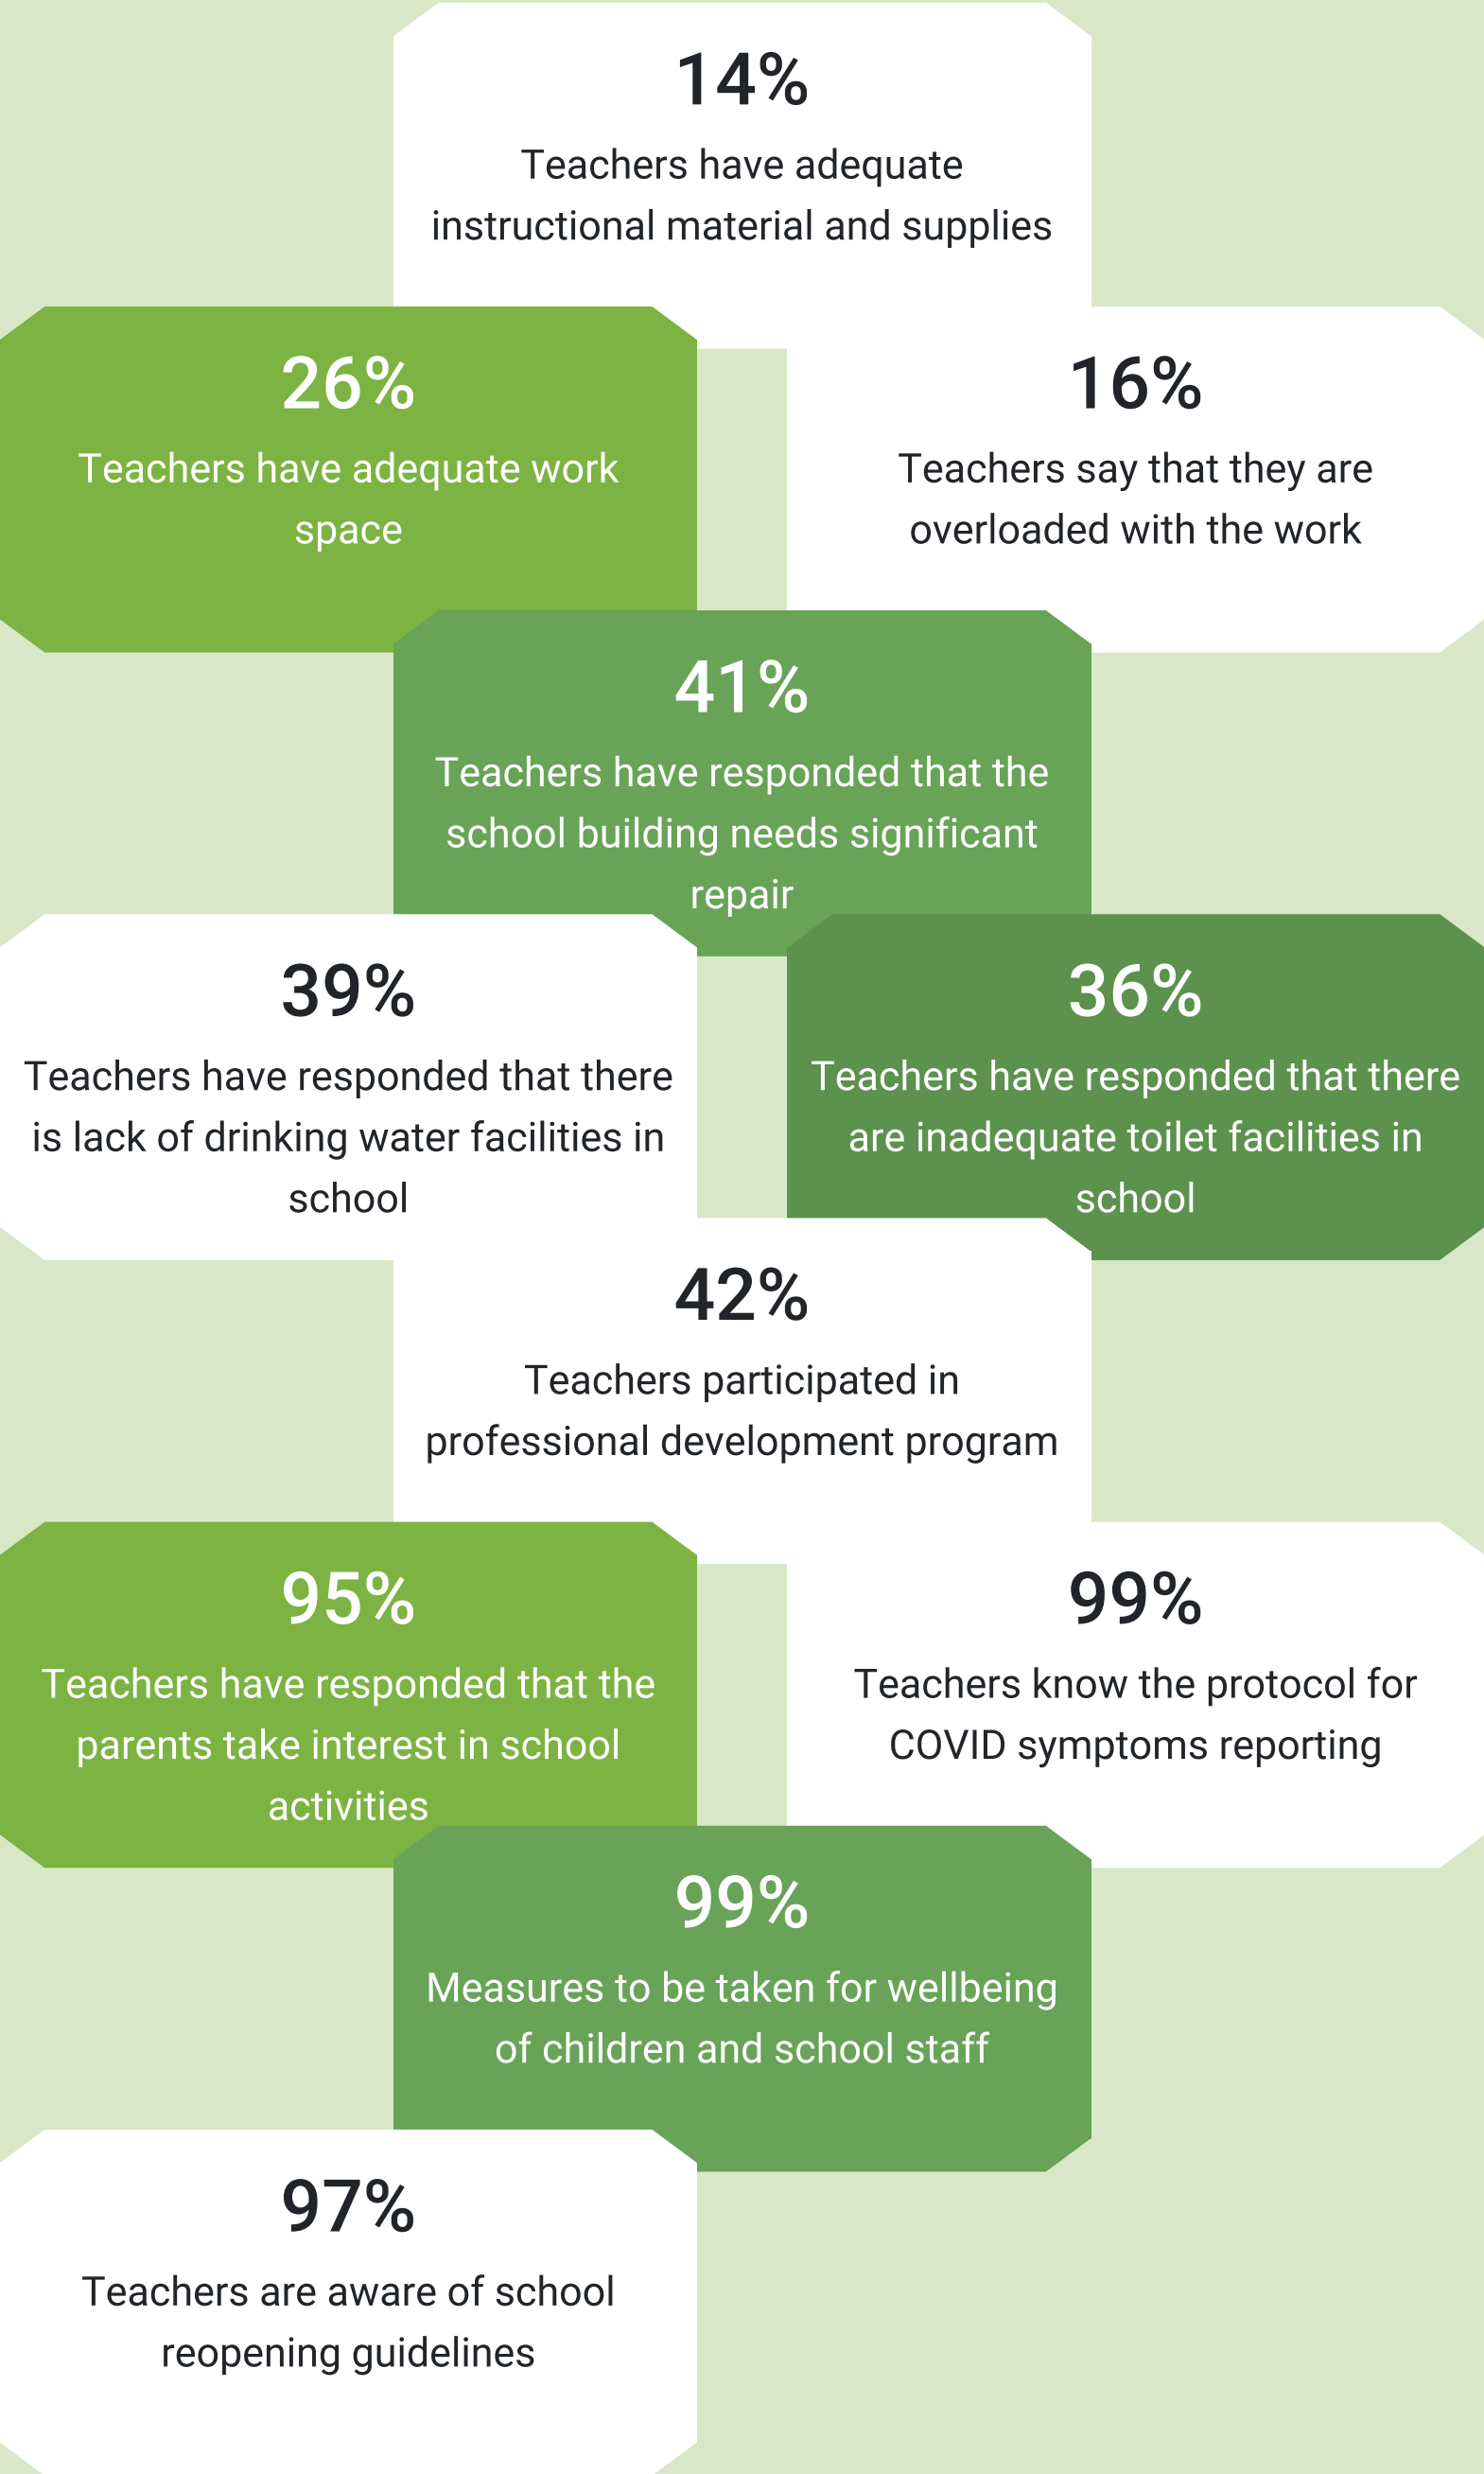 14%
Teachers have adequate
instructional material and supplies
26%
Teachers have adequate work
space
16%
Teachers say that they are
overloaded with the work
41%
Teachers have responded that the
school building needs significant
repair
39%
Teachers have responded that there
is lack of drinking water facilities in
school
36%
Teachers have responded that there
are inadequate toilet facilities in
school
42%
Teachers participated in
professional development program
95%
Teachers have responded that the
parents take interest in school
activities
99%
Teachers know the protocol for
COVID symptoms reporting
99%
Measures to be taken for wellbeing
of children and school staff
97%
Teachers are aware of school
reopening guidelines